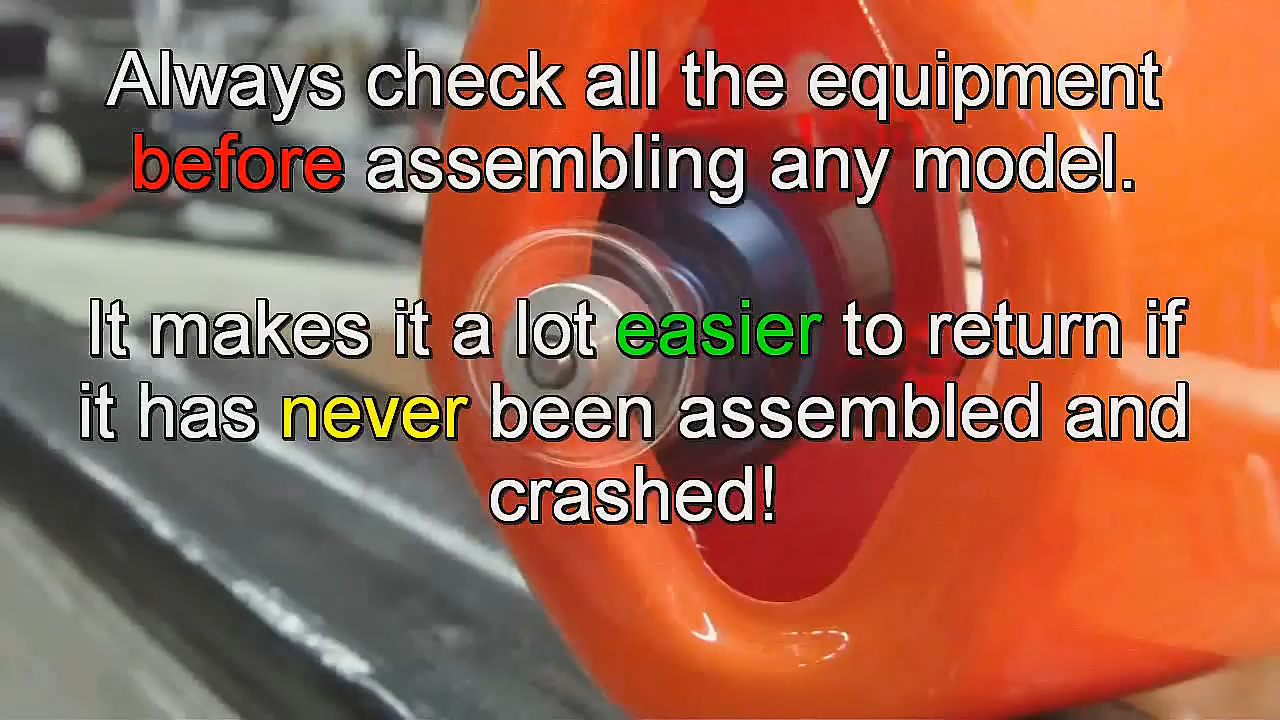 Always check all the equipment
before assembling any model.
It makes it a lot easier to return if
it has never been assembled and
crashed!